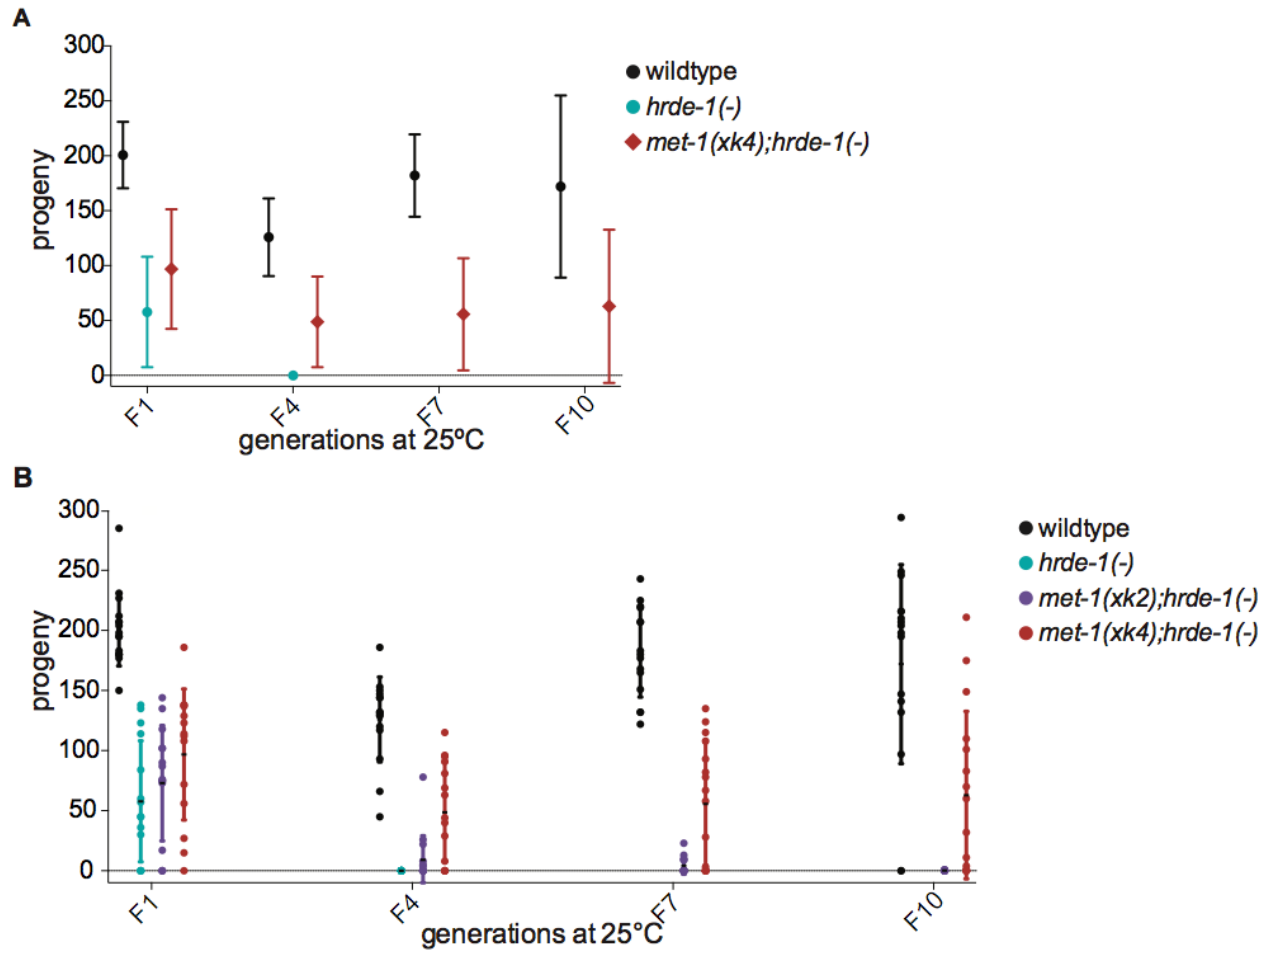 A
300
250
200
150
100
50
0
progeny
F1
F4
F7
F10
generations at 25ºC
wildtype
hrde-1(-)
met-1(xk4);hrde-1(-)
B
300
250
200
150
100
50
0
progeny
F1
F4
F7
F10
generations at 25°C
wildtype
hrde-1(-)
met-1(xk2);hrde-1(-)
met-1(xk4);hrde-1(-)